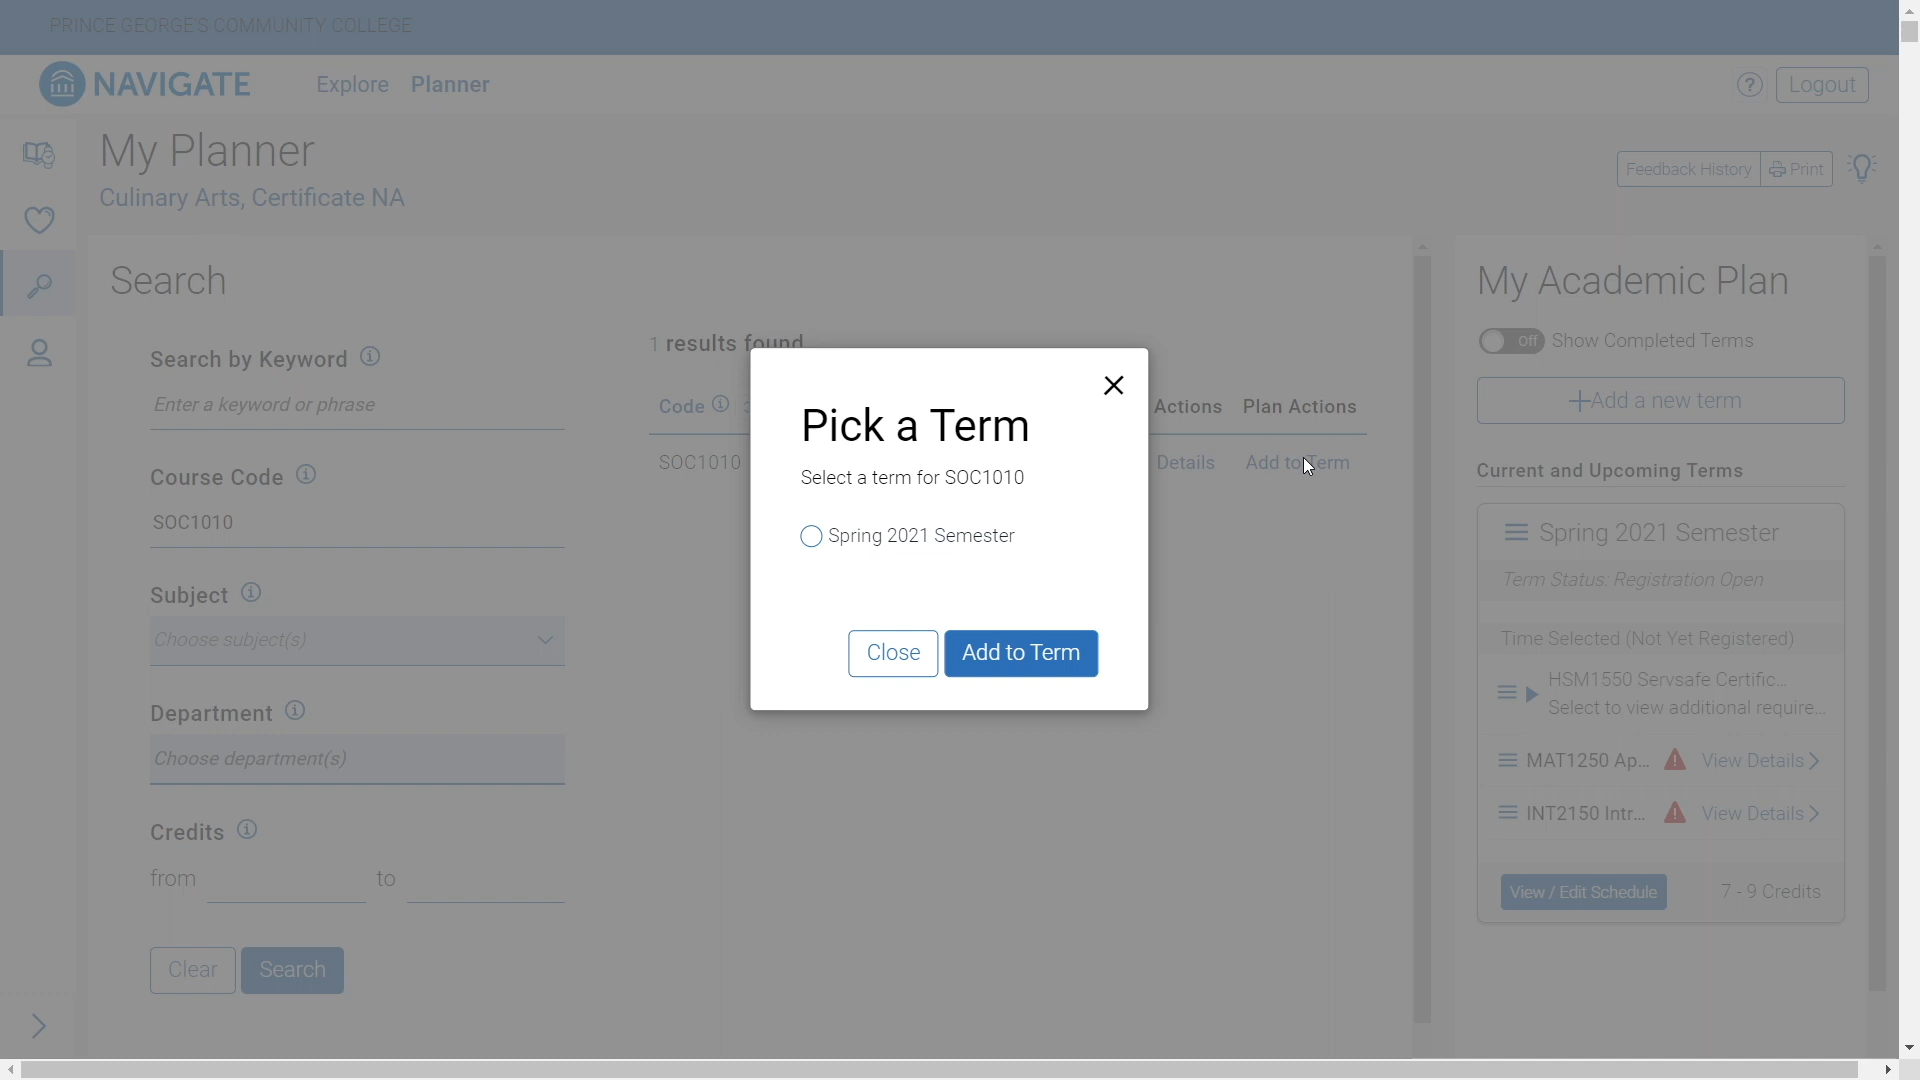 PRINCE GEORGE'S COMMUNITY COLLEGE
NAVIGATE Explore Planner
Logout
My Planner
Culinary Arts, Certificate NA
Feedback History Print
Search
My Academic Plan
Off Show Completed Terms
Search by Keyword
Enter a keyword or phrase
1 results found
Add a new term
Code Actions Plan Actions
SOC1010 Details Add to Term
Pick a Term
Select a term for SOC1010
Spring 2021 Semester
Close Add to Term
Course Code
SOC1010
Subject
Choose subject(s)
Department
Choose department(s)
Credits
from to
Clear Search
Current and Upcoming Terms
Spring 2021 Semester
Term Status: Registration Open
Time Selected (Not Yet Registered)
HSM1550 Servsafe Certific...
Select to view additional require...
MAT1250 Ap... View Details
INT2150 Intr... View Details
View / Edit Schedule 7 - 9 Credits